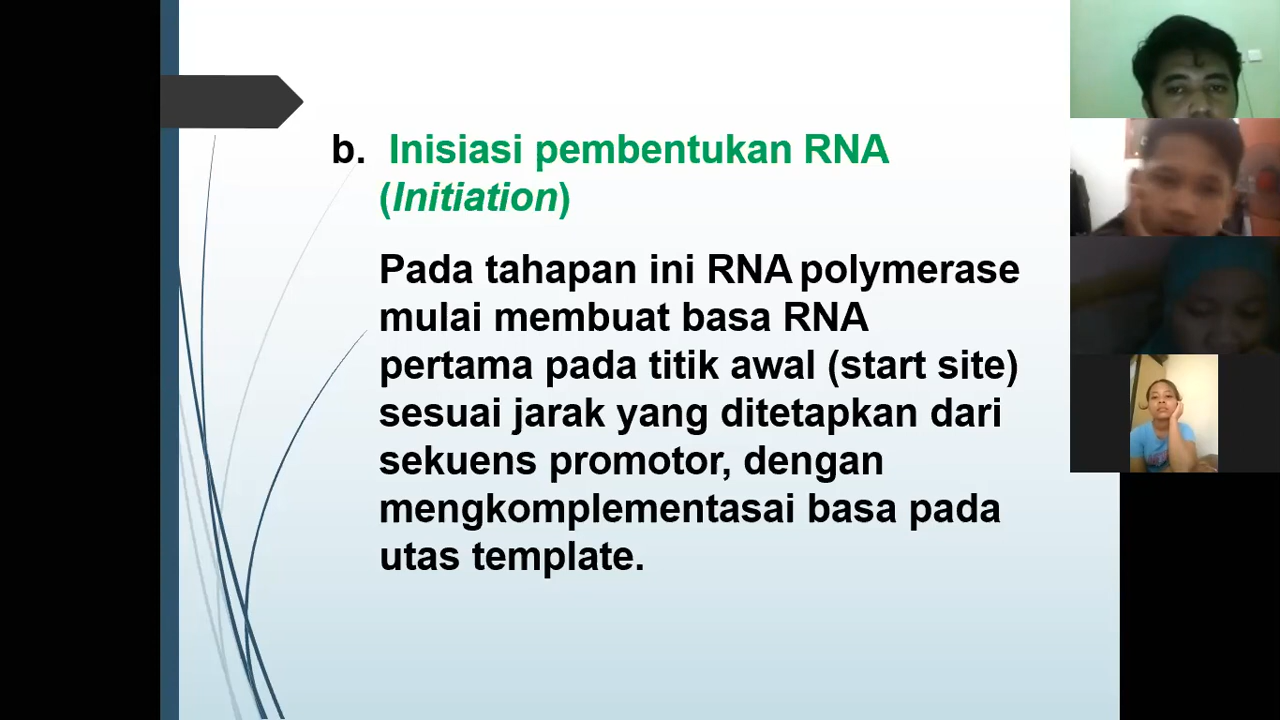 b. Inisiasi pembentukan RNA
(Initiation)
Pada tahapan ini RNA polymerase
mulai membuat basa RNA
pertama pada titik awal (start site)
sesuai jarak yang ditetapkan dari
sekuens promotor, dengan
mengkomplementasai basa pada
utas template.